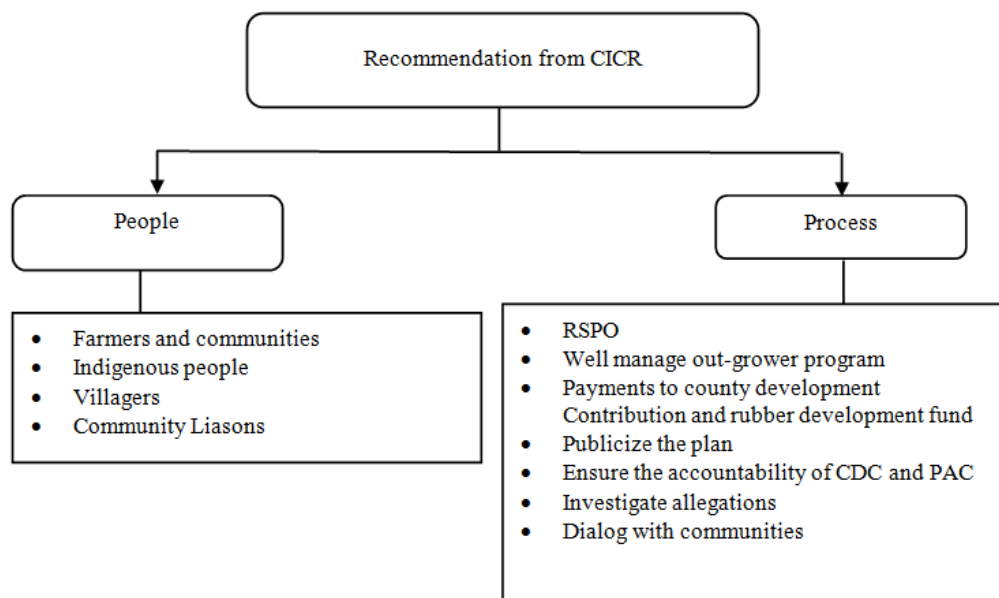 Recommendation from CICR
People
Process
• Farmers and communities
• Indigenous people
• Villagers
• Community Liasons
• RSPO
• Well manage out-grower program
• Payments to county development
Contribution and rubber development fund
• Publicize the plan
• Ensure the accountability of CDC and PAC
• Investigate allegations
• Dialog with communities